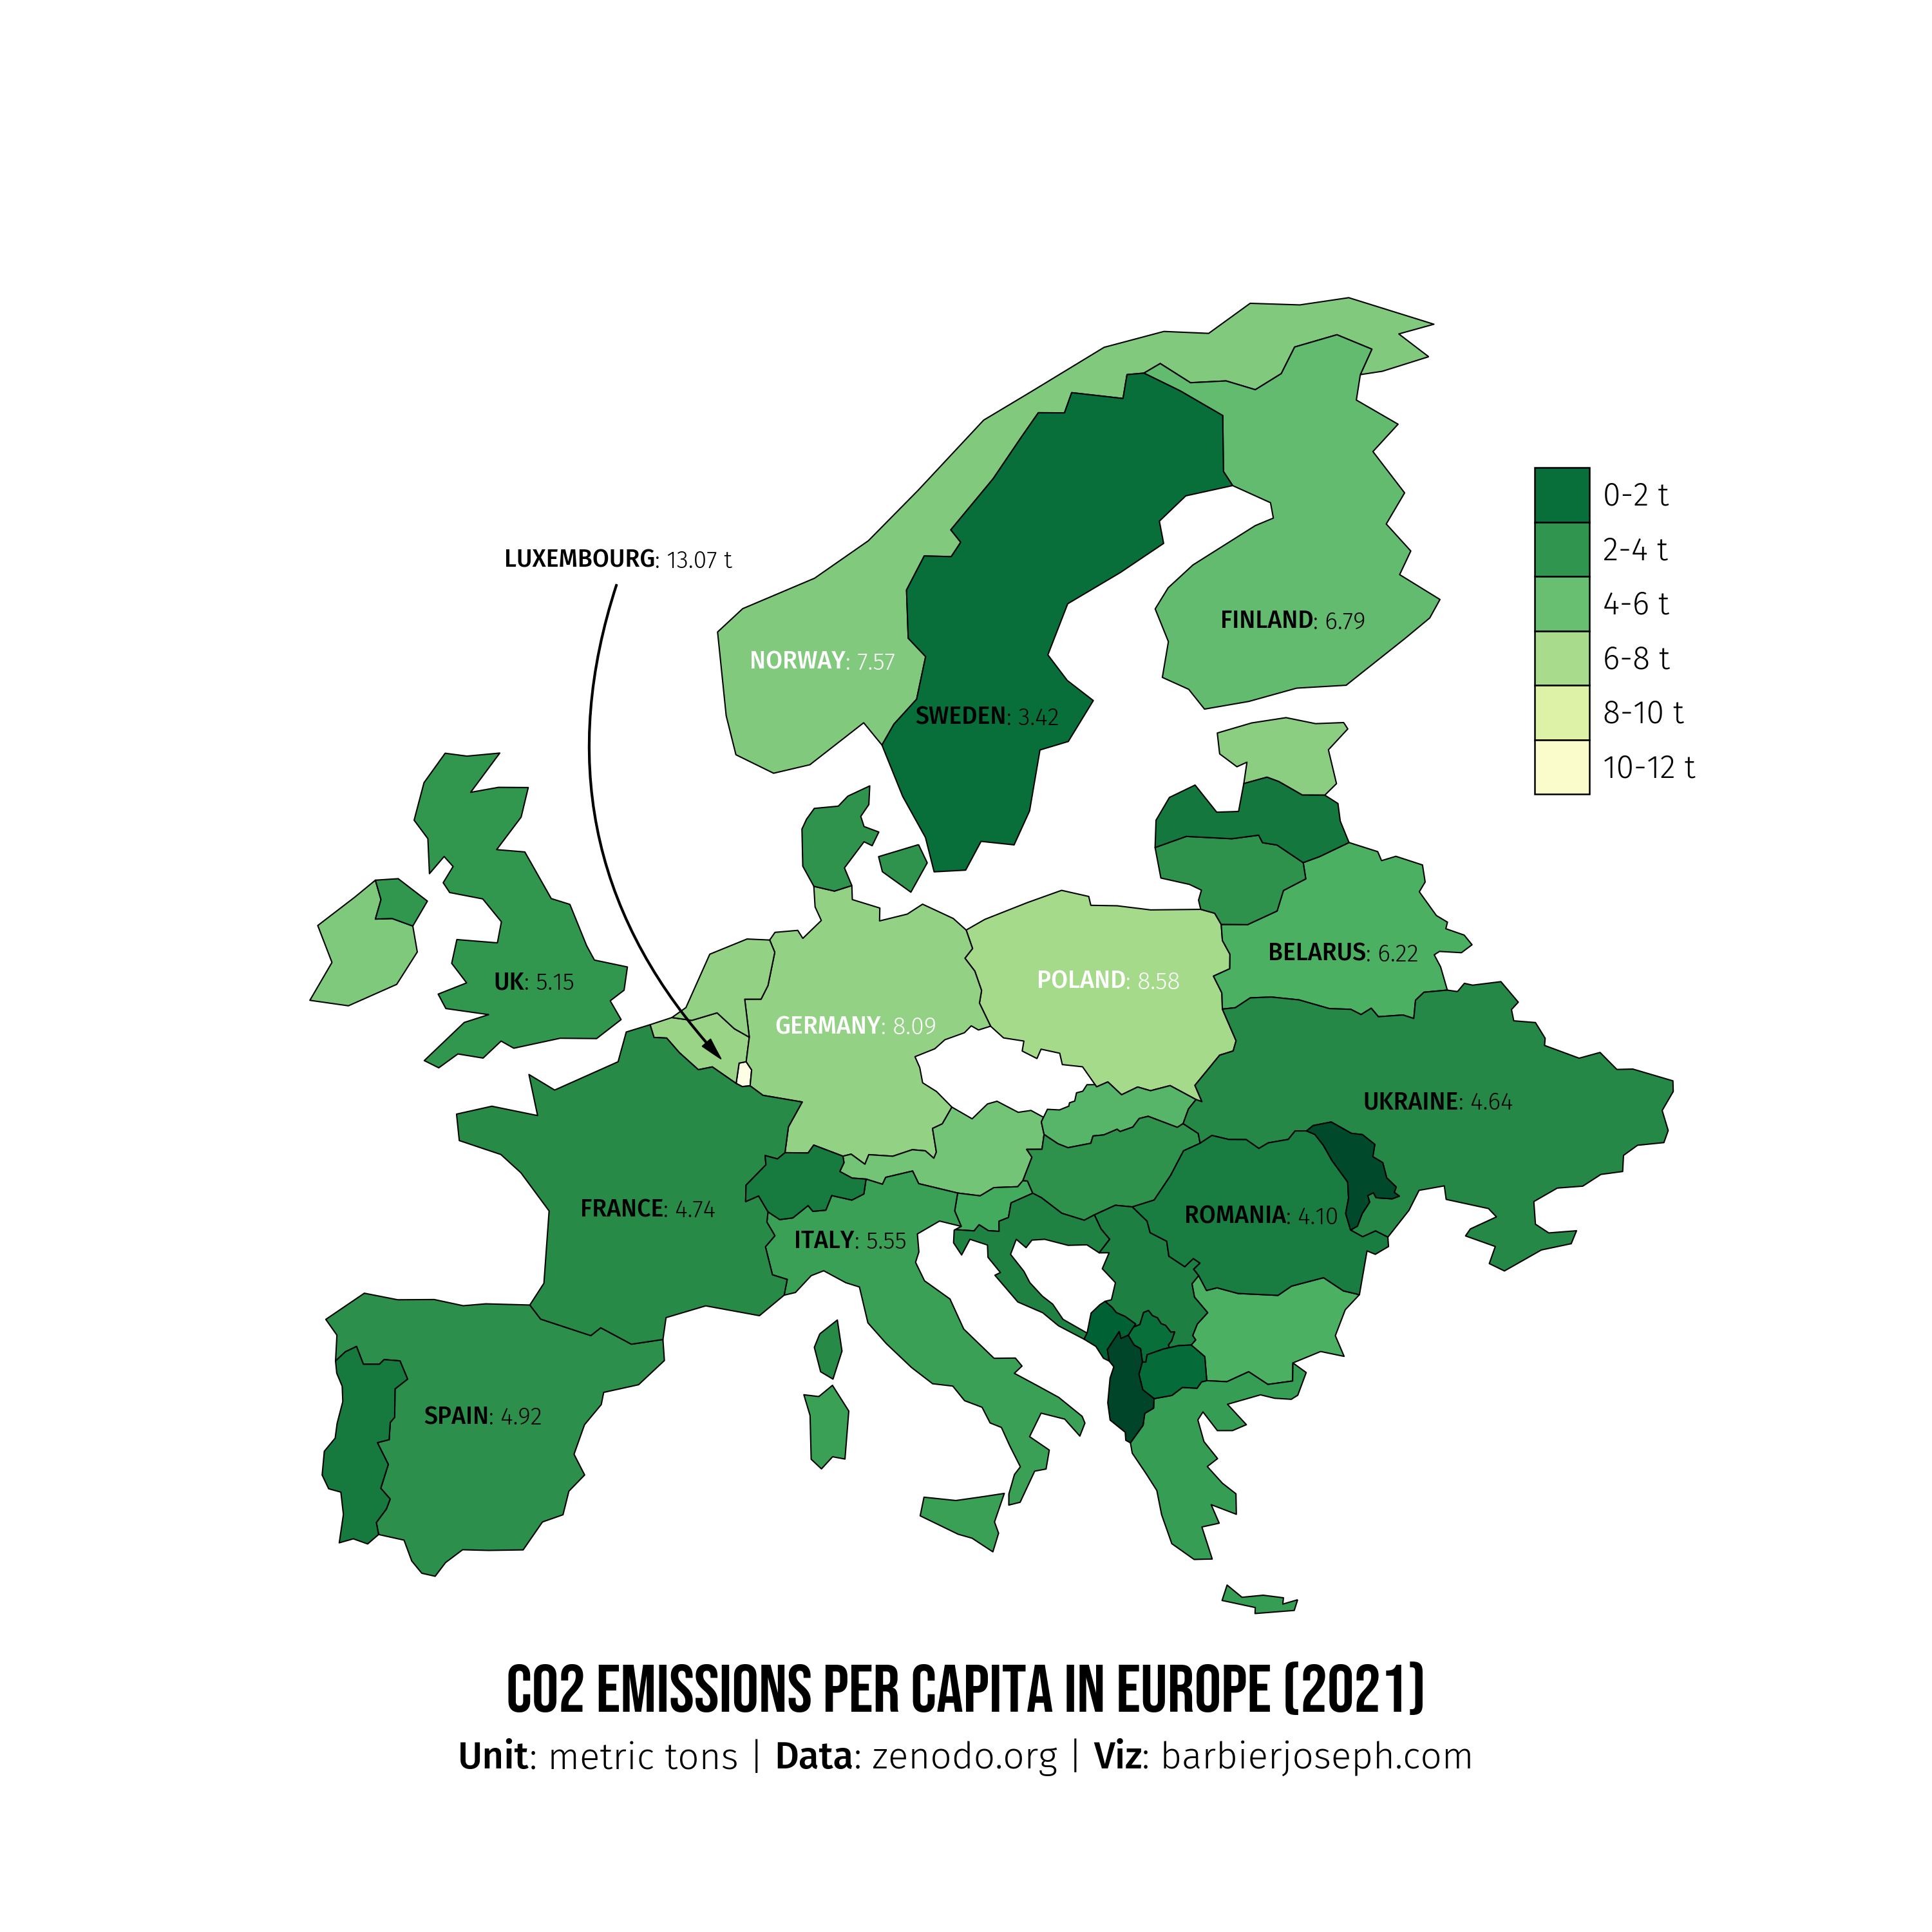 LUXEMBOURG: 13.07 t
NORWAY: 7.57
SWEDEN: 3.42
FINLAND: 6.79
0-2 t
2-4 t
4-6 t
6-8 t
8-10 t
10-12 t
UK: 5.15
BELARUS: 6.22
POLAND: 8.58
GERMANY: 8.09
UKRAINE: 4.64
FRANCE: 4.74
ITALY: 5.55
ROMANIA: 4.10
SPAIN: 4.92
CO2 EMISSIONS PER CAPITA IN EUROPE (2021)
Unit: metric tons | Data: zenodo.org | Viz: barbierjoseph.com